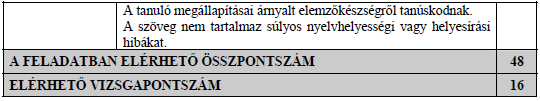 A tanuló megállapításai árnyalt elemzőkészségről tanúskodnak.
A szöveg nem tartalmaz súlyos nyelvhelyességi vagy helyesírási
hibákat.
A FELADATBAN ELÉRHETŐ ÖSSZPONTSZÁM 48
ELÉRHETŐ VIZSGAPONTSZÁM 16